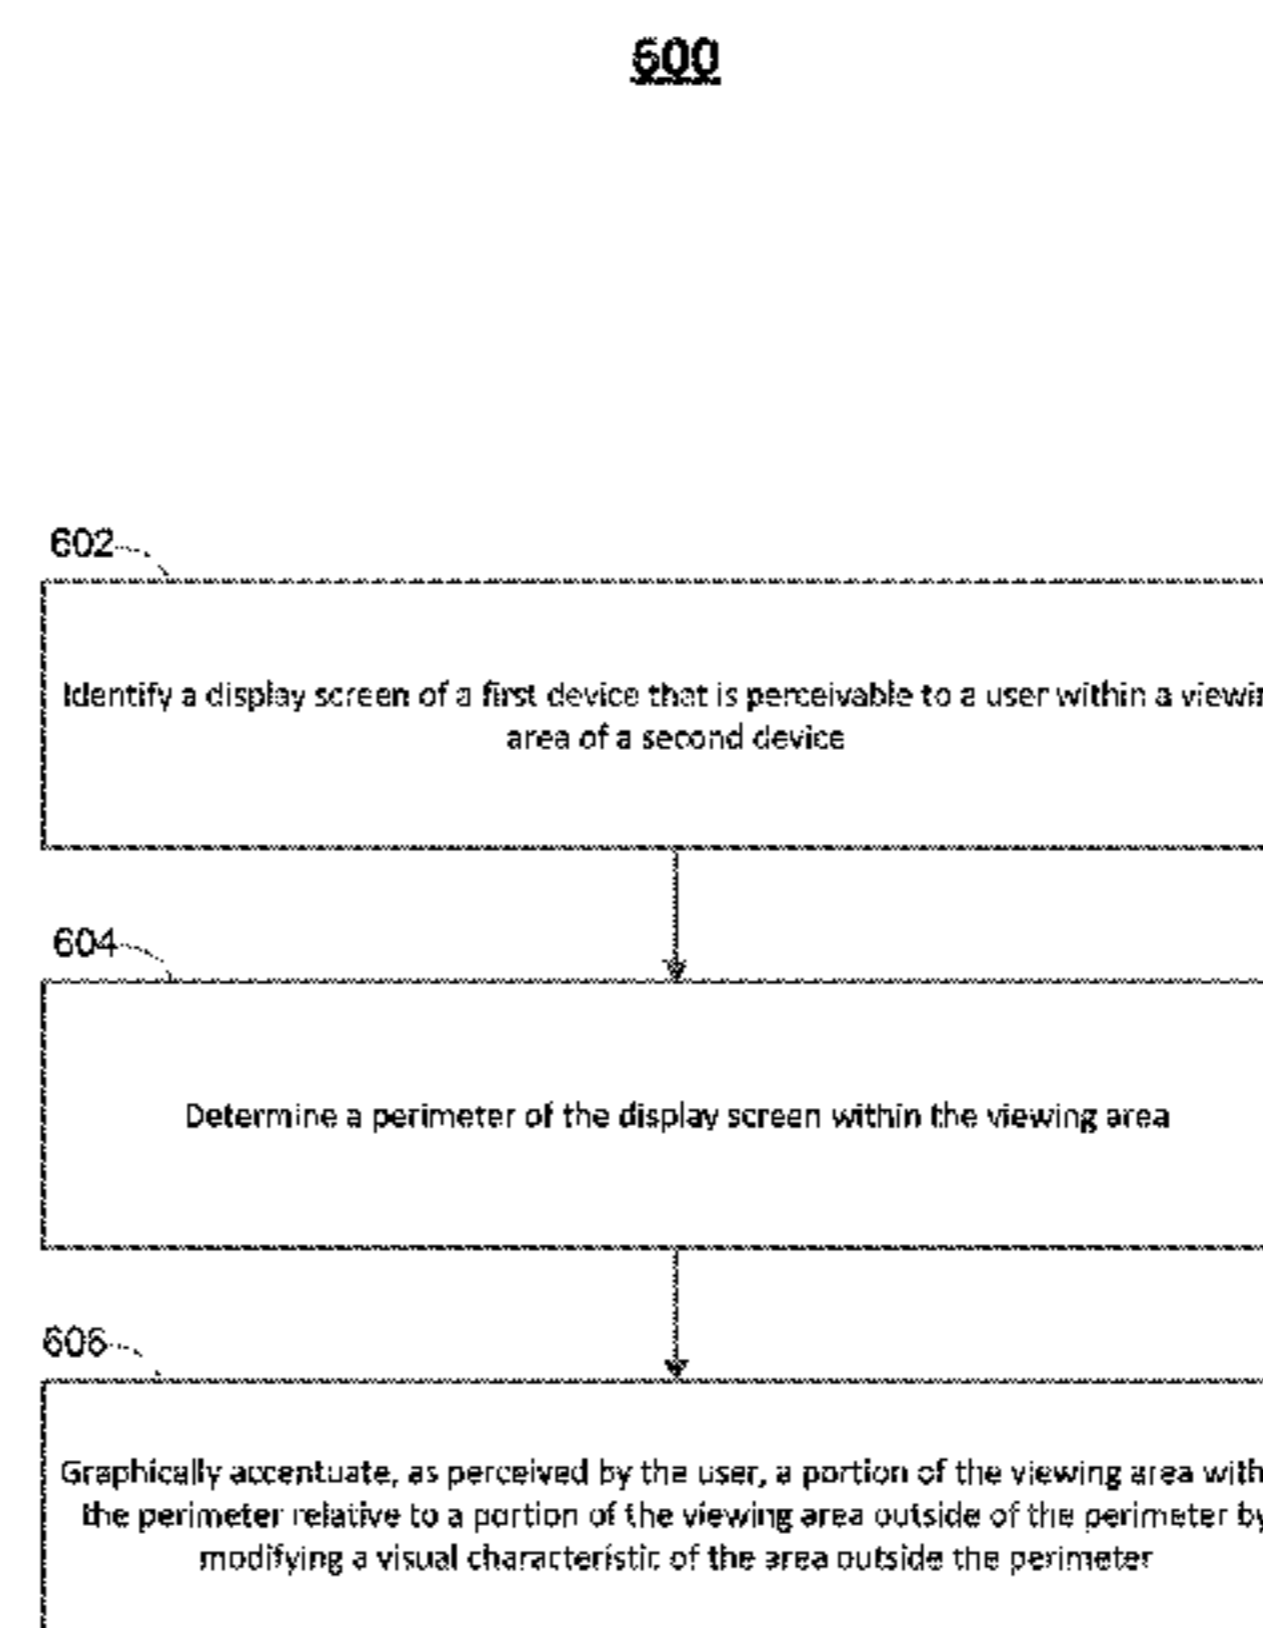 600
602
Identify a display screen of a first device that is perceivable to a user within a viewin
area of a second device
604
Determine a perimeter of the display screen within the viewing area
606
Graphically accentuate, as perceived by the user, a portion of the viewing area with
the perimeter relative to a portion of the viewing area outside of the perimeter by
modifying a visual characteristic of the area outside the perimeter